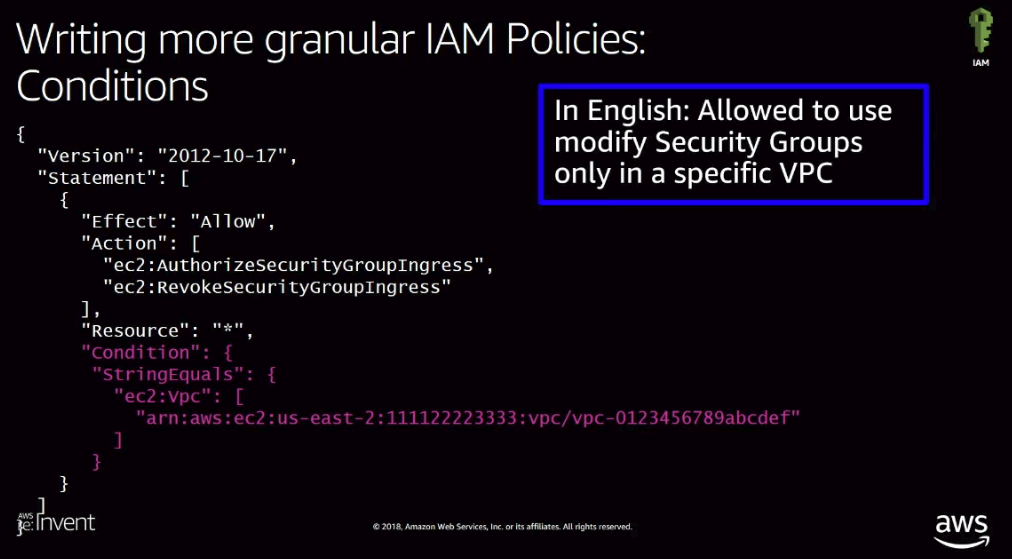 Writing more granular IAM Policies:
Conditions
IAM
In English: Allowed to use
modify Security Groups
only in a specific VPC
{
"Version": "2012-10-17",
"Statement": [
{
"Effect": "Allow",
"Action": [
"ec2:AuthorizeSecurityGroupIngress",
"ec2:RevokeSecurityGroupIngress"
],
"Resource": "*",
"Condition": {
"StringEquals": {
"ec2:Vpc": [
"arn:aws:ec2:us-east-2:111122223333:vpc/vpc-0123456789abcdef"
]
}
}
]
}
AWS
re:Invent
© 2018, Amazon Web Services, Inc. or its affiliates. All rights reserved.
aws